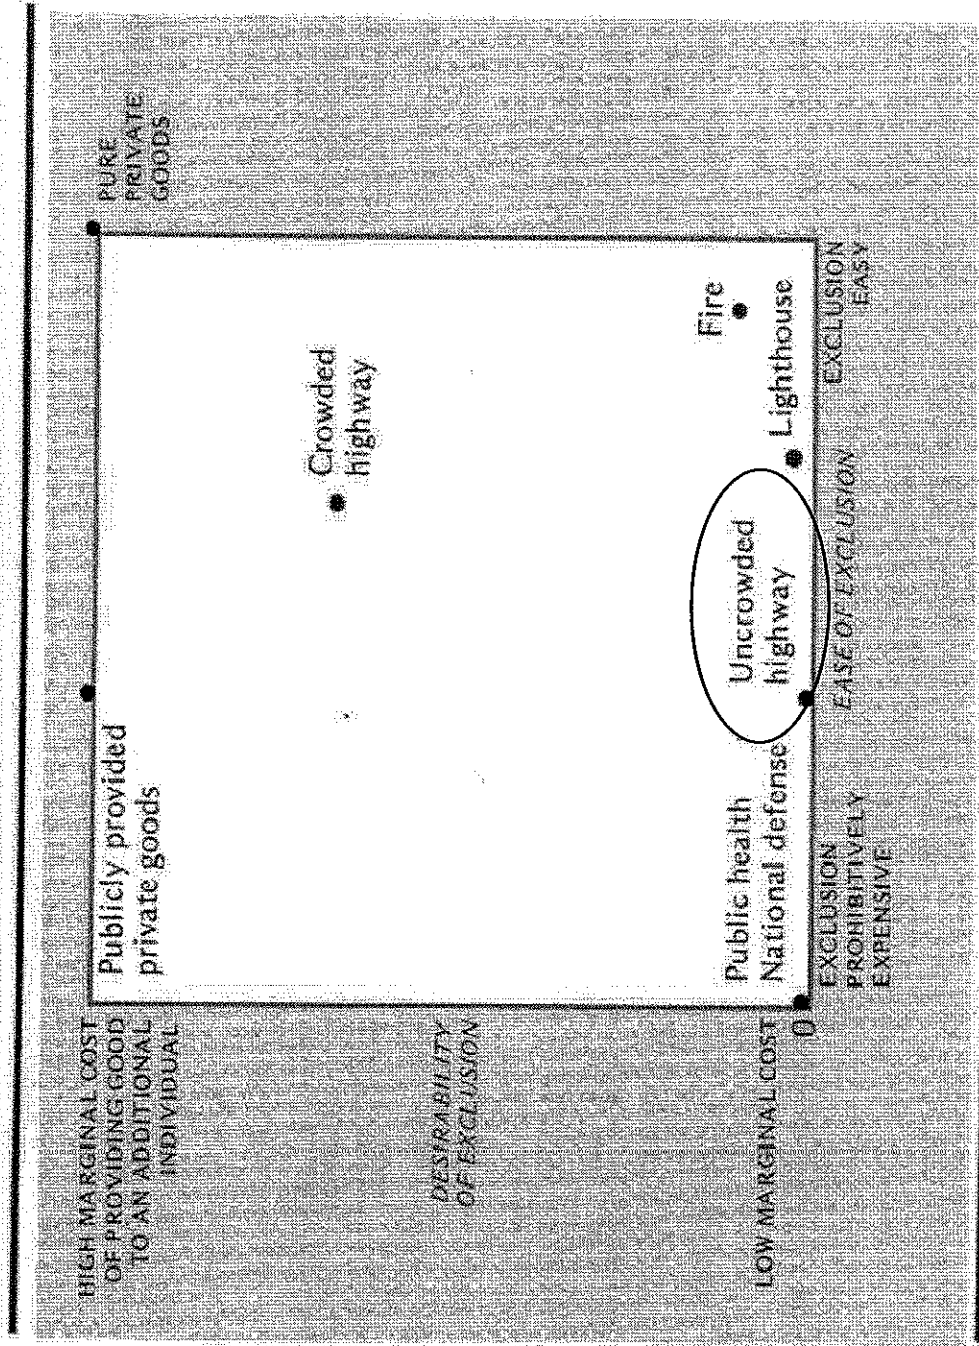 HIGH MARGINAL COST
OF PROVIDING GOOD
TO AN ADDITIONAL
INDIVIDUAL
Publicly provided
private goods
PURE
PRIVATE
GOODS
Crowded
highway
DESIRABILITY
OF EXCLUSION
Fire
Lighthouse
Uncrowded
highway
Public health
National defense
LOW MARGINAL COST
0
EXCLUSION
PROHIBITIVELY
EXPENSIVE
EASE OF EXCLUSION
EXCLUSION
EASY